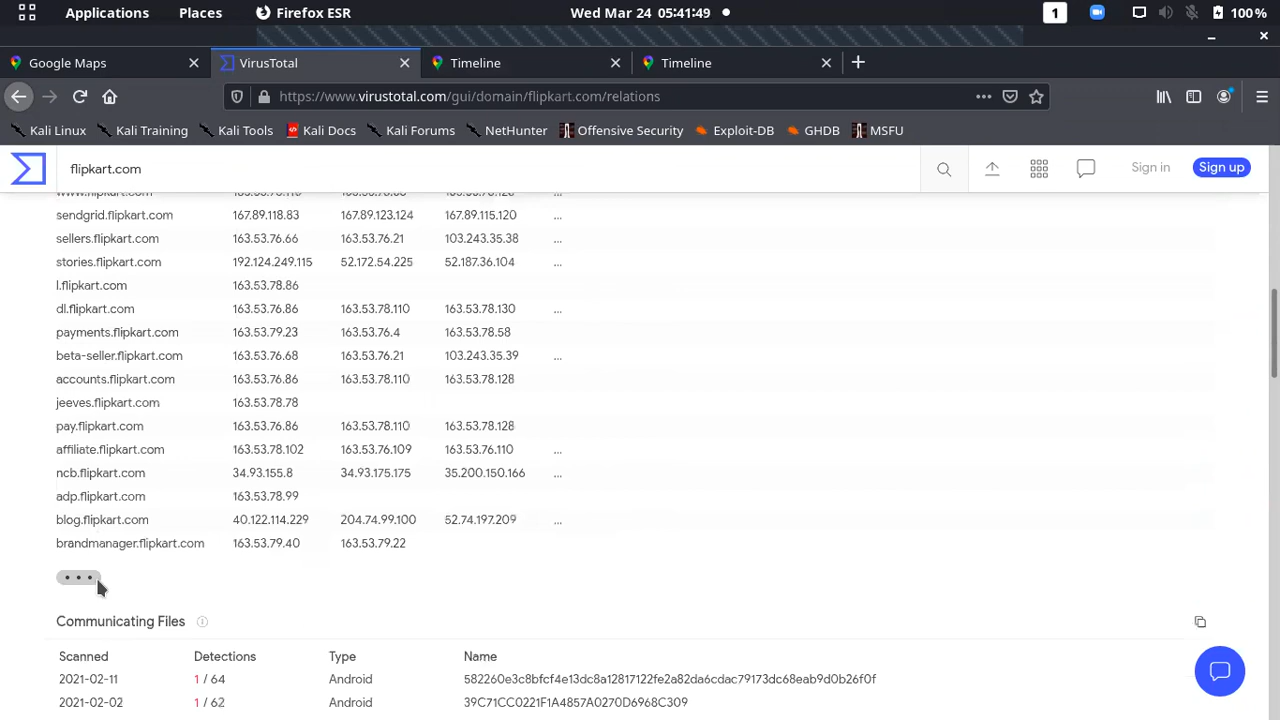 Applications Places Firefox ESR Wed Mar 24 05:41:49 1 100%
Google Maps VirusTotal Timeline Timeline
https://www.virustotal.com/gui/domain/flipkart.com/relations
Kali Linux Kali Training Kali Tools Kali Docs Kali Forums NetHunter Offensive Security Exploit-DB GHDB MSFU
flipkart.com Sign in Sign up
sendgrid.flipkart.com 167.89.118.83 167.89.123.124 167.89.115.120 ...
sellers.flipkart.com 163.53.76.66 163.53.76.21 103.243.35.38 ...
stories.flipkart.com 192.124.249.115 52.172.54.225 52.187.36.104 ...
l.flipkart.com 163.53.78.86
dl.flipkart.com 163.53.76.86 163.53.78.110 163.53.78.130 ...
payments.flipkart.com 163.53.79.23 163.53.76.4 163.53.78.58
beta-seller.flipkart.com 163.53.76.68 163.53.76.21 103.243.35.39 ...
accounts.flipkart.com 163.53.76.86 163.53.78.110 163.53.78.128
jeeves.flipkart.com 163.53.78.78
pay.flipkart.com 163.53.76.86 163.53.78.110 163.53.78.128
affiliate.flipkart.com 163.53.78.102 163.53.76.109 163.53.76.110 ...
ncb.flipkart.com 34.93.155.8 34.93.175.175 35.200.150.166 ...
adp.flipkart.com 163.53.78.99
blog.flipkart.com 40.122.114.229 204.74.99.100 52.74.197.209 ...
brandmanager.flipkart.com 163.53.79.40 163.53.79.22
Communicating Files
Scanned Detections Type Name
2021-02-11 1 / 64 Android 582260e3c8bfcf4e13dc8a12817122fe2a82da6cdac79173dc68eab9d0b26f0f
2021-02-02 1 / 62 Android 39C71CC0221F1A4857A0270D6968C309